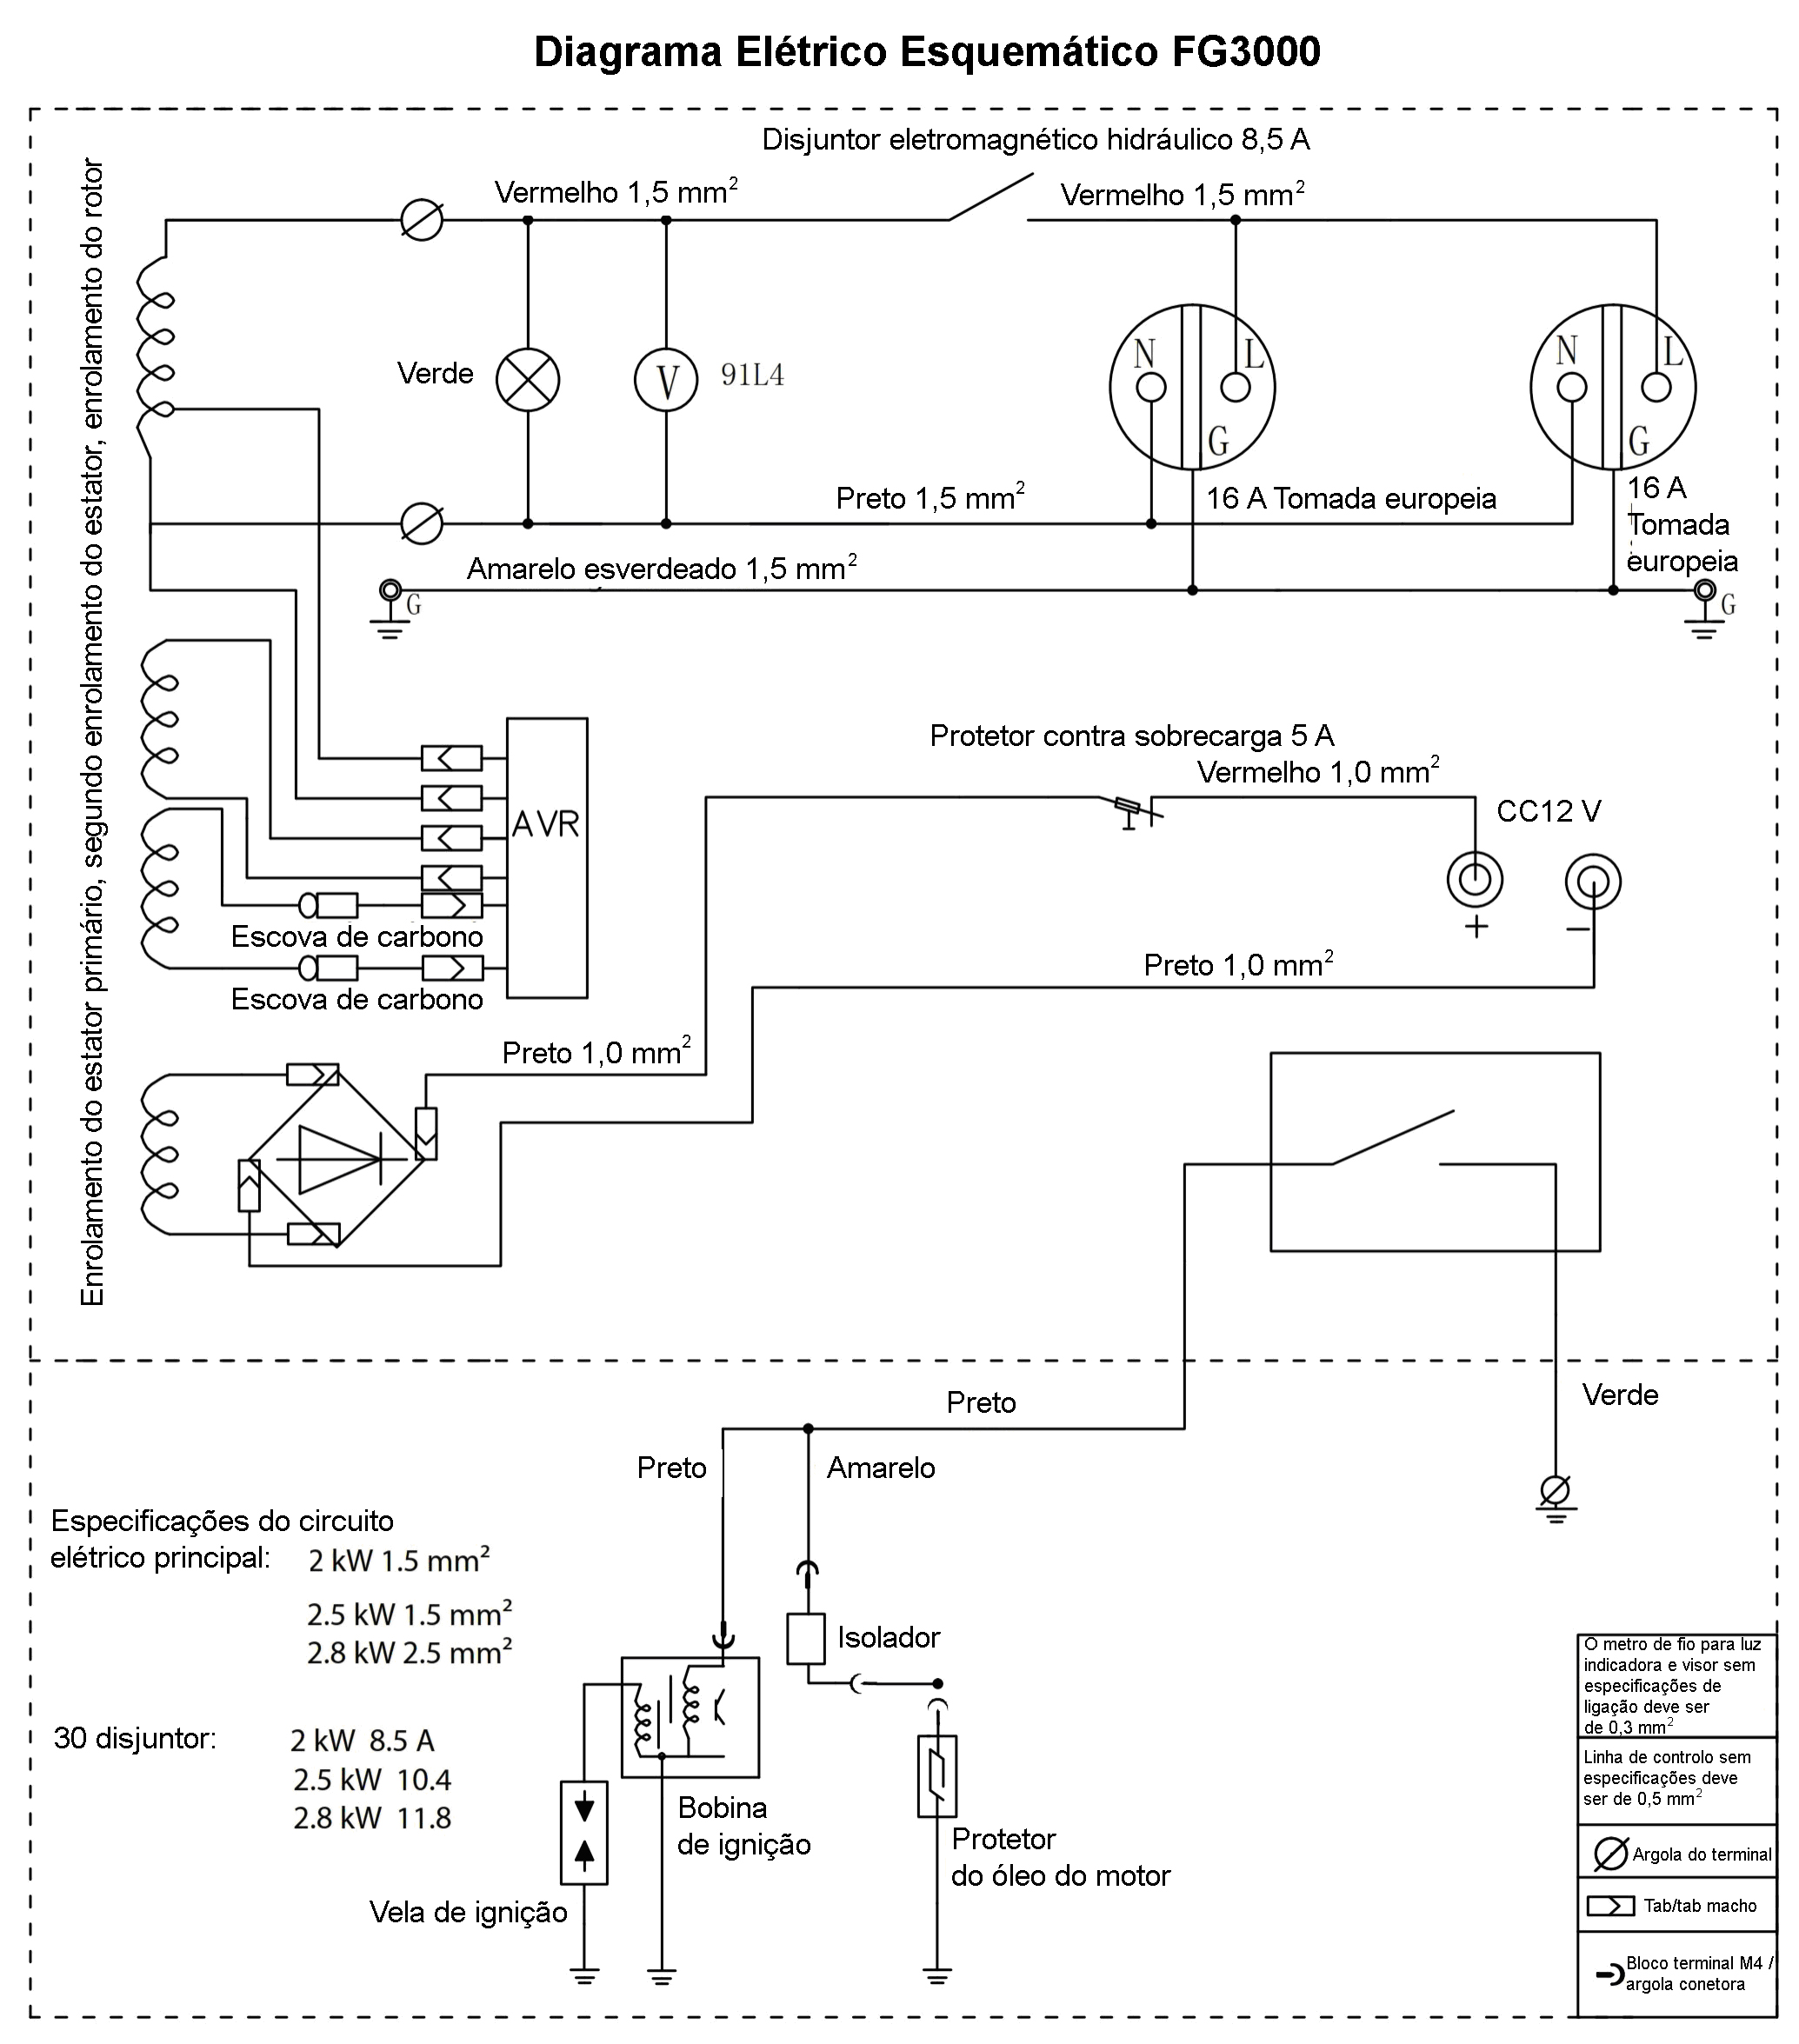 Diagrama Elétrico Esquemático FG3000
Disjuntor eletromagnético hidráulico 8,5 A
Vermelho 1,5 mm²
Vermelho 1,5 mm²
Enrolamento do estator primário, segundo enrolamento do estator, enrolamento do rotor
Verde
V
91L4
N
L
G
N
L
G
Preto 1,5 mm²
16 A Tomada europeia
16 A
Tomada
europeia
Amarelo esverdeado 1,5 mm²
G
G
Protetor contra sobrecarga 5 A
Vermelho 1,0 mm²
CC12 V
AVR
+
−
Escova de carbono
Preto 1,0 mm²
Escova de carbono
Preto 1,0 mm²
Verde
Preto
Preto
Amarelo
Especificações do circuito
elétrico principal:
2 kW 1.5 mm²
2.5 kW 1.5 mm²
2.8 kW 2.5 mm²
Isolador
30 disjuntor:
2 kW 8.5 A
2.5 kW 10.4
2.8 kW 11.8
Bobina
de ignição
Protetor
do óleo do motor
Vela de ignição
O metro de fio para luz
indicadora e visor sem
especificações de
ligação deve ser
de 0,3 mm²
Linha de controlo sem
especificações deve
ser de 0,5 mm²
Argola do terminal
Tab/tab macho
Bloco terminal M4 /
argola conetora